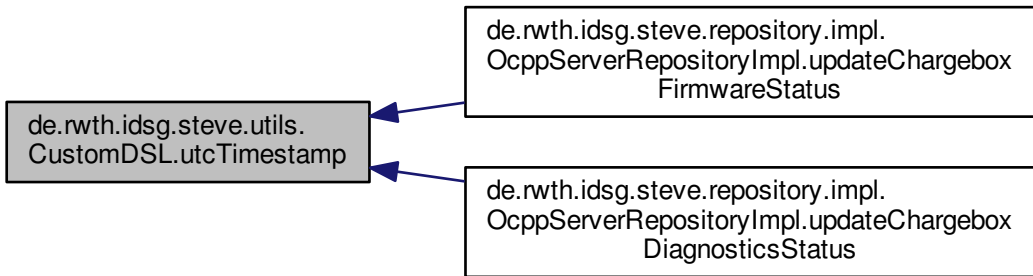 de.rwth.idsg.steve.utils.
CustomDSL.utcTimestamp
de.rwth.idsg.steve.repository.impl.
OcppServerRepositoryImpl.updateChargebox
FirmwareStatus
de.rwth.idsg.steve.repository.impl.
OcppServerRepositoryImpl.updateChargebox
DiagnosticsStatus